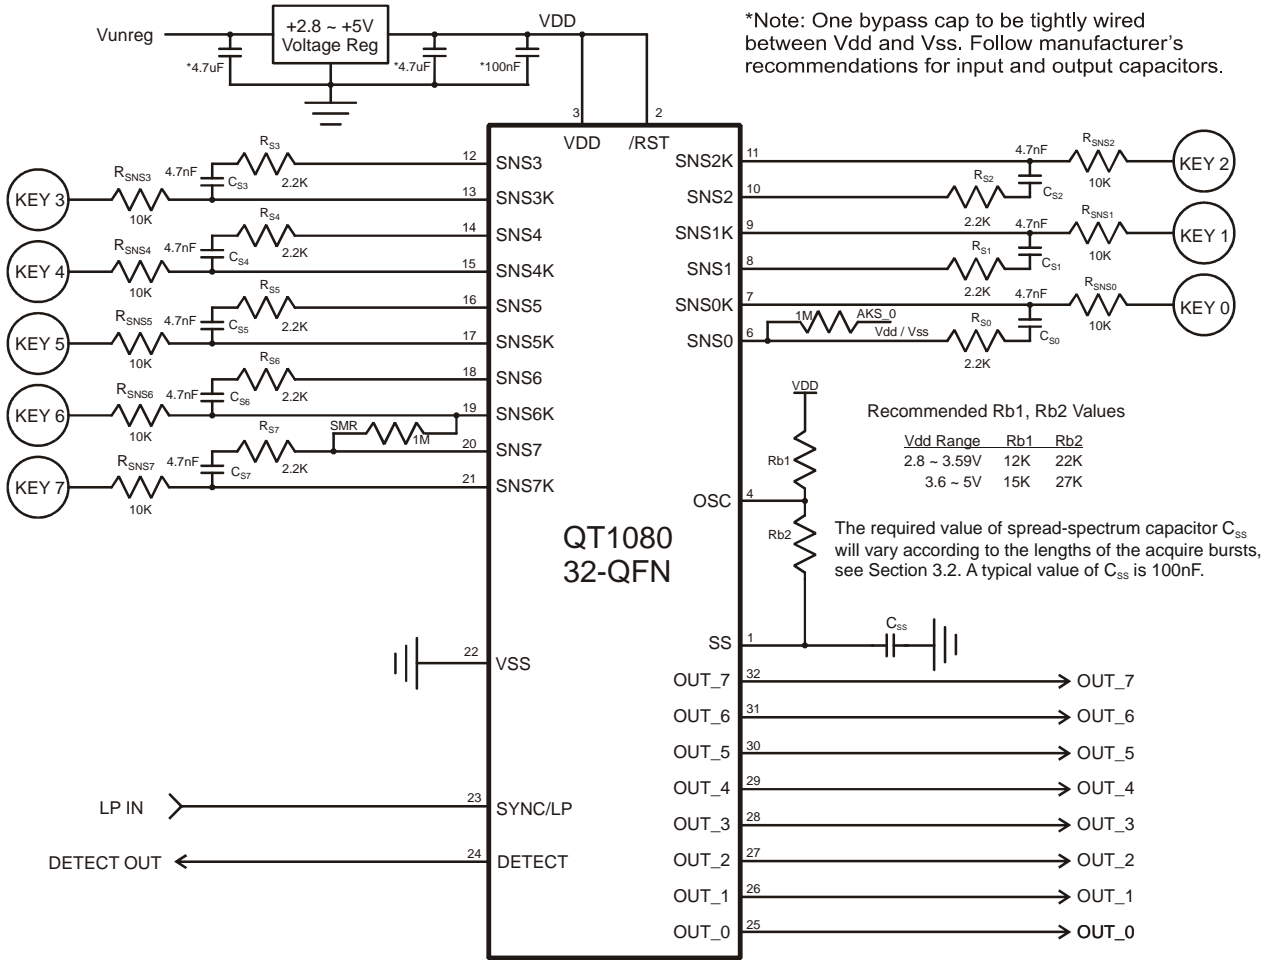 Vunreg
+2.8 ~ +5V
Voltage Reg
VDD
*4.7uF
*4.7uF
*100nF
*Note: One bypass cap to be tightly wired
between Vdd and Vss. Follow manufacturer's
recommendations for input and output capacitors.
3
2
VDD
/RST
KEY 3
RSNS3
10K
4.7nF
CS3
RS3
2.2K
12
SNS3
13
SNS3K
KEY 4
RSNS4
10K
4.7nF
CS4
RS4
2.2K
14
SNS4
15
SNS4K
KEY 5
RSNS5
10K
4.7nF
CS5
RS5
2.2K
16
SNS5
17
SNS5K
KEY 6
RSNS6
10K
4.7nF
CS6
RS6
2.2K
18
SNS6
19
SNS6K
SMR
1M
KEY 7
RSNS7
10K
4.7nF
CS7
RS7
2.2K
20
SNS7
21
SNS7K
QT1080
32-QFN
22
VSS
LP IN
23
SYNC/LP
DETECT OUT
24
DETECT
SNS2K
11
4.7nF
RSNS2
10K
KEY 2
SNS2
10
RS2
2.2K
CS2
SNS1K
9
4.7nF
RSNS1
10K
KEY 1
SNS1
8
RS1
2.2K
CS1
SNS0K
7
4.7nF
RSNS0
10K
KEY 0
1M
AKS_0
Vdd / Vss
SNS0
6
RS0
2.2K
CS0
VDD
Rb1
OSC
4
Rb2
Recommended Rb1, Rb2 Values
Vdd Range Rb1 Rb2
2.8 ~ 3.59V 12K 22K
3.6 ~ 5V 15K 27K
The required value of spread-spectrum capacitor CSS
will vary according to the lengths of the acquire bursts,
see Section 3.2. A typical value of CSS is 100nF.
SS
1
CSS
OUT_7 32 OUT_7
OUT_6 31 OUT_6
OUT_5 30 OUT_5
OUT_4 29 OUT_4
OUT_3 28 OUT_3
OUT_2 27 OUT_2
OUT_1 26 OUT_1
OUT_0 25 OUT_0